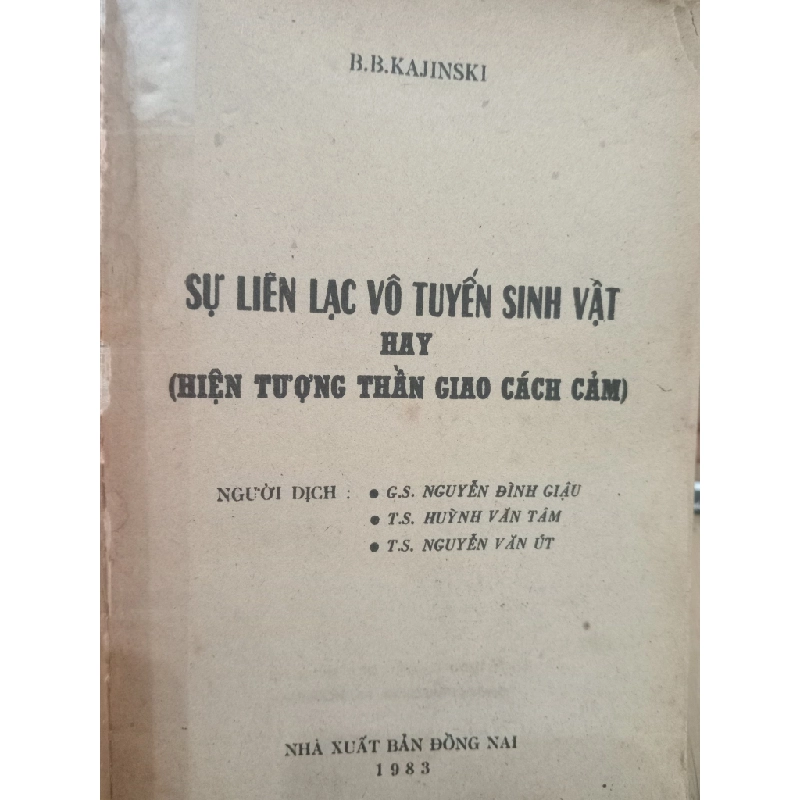 B.B.KAJINSKI
SỰ LIÊN LẠC VÔ TUYẾN SINH VẬT
HAY
(HIỆN TƯỢNG THẦN GIAO CÁCH CẢM)
NGƯỜI DỊCH : • G.S. NGUYỄN ĐÌNH GIẬU
• T.S. HUỲNH VĂN TÂM
• T.S. NGUYỄN VĂN ÚT
NHÀ XUẤT BẢN ĐỒNG NAI
1983